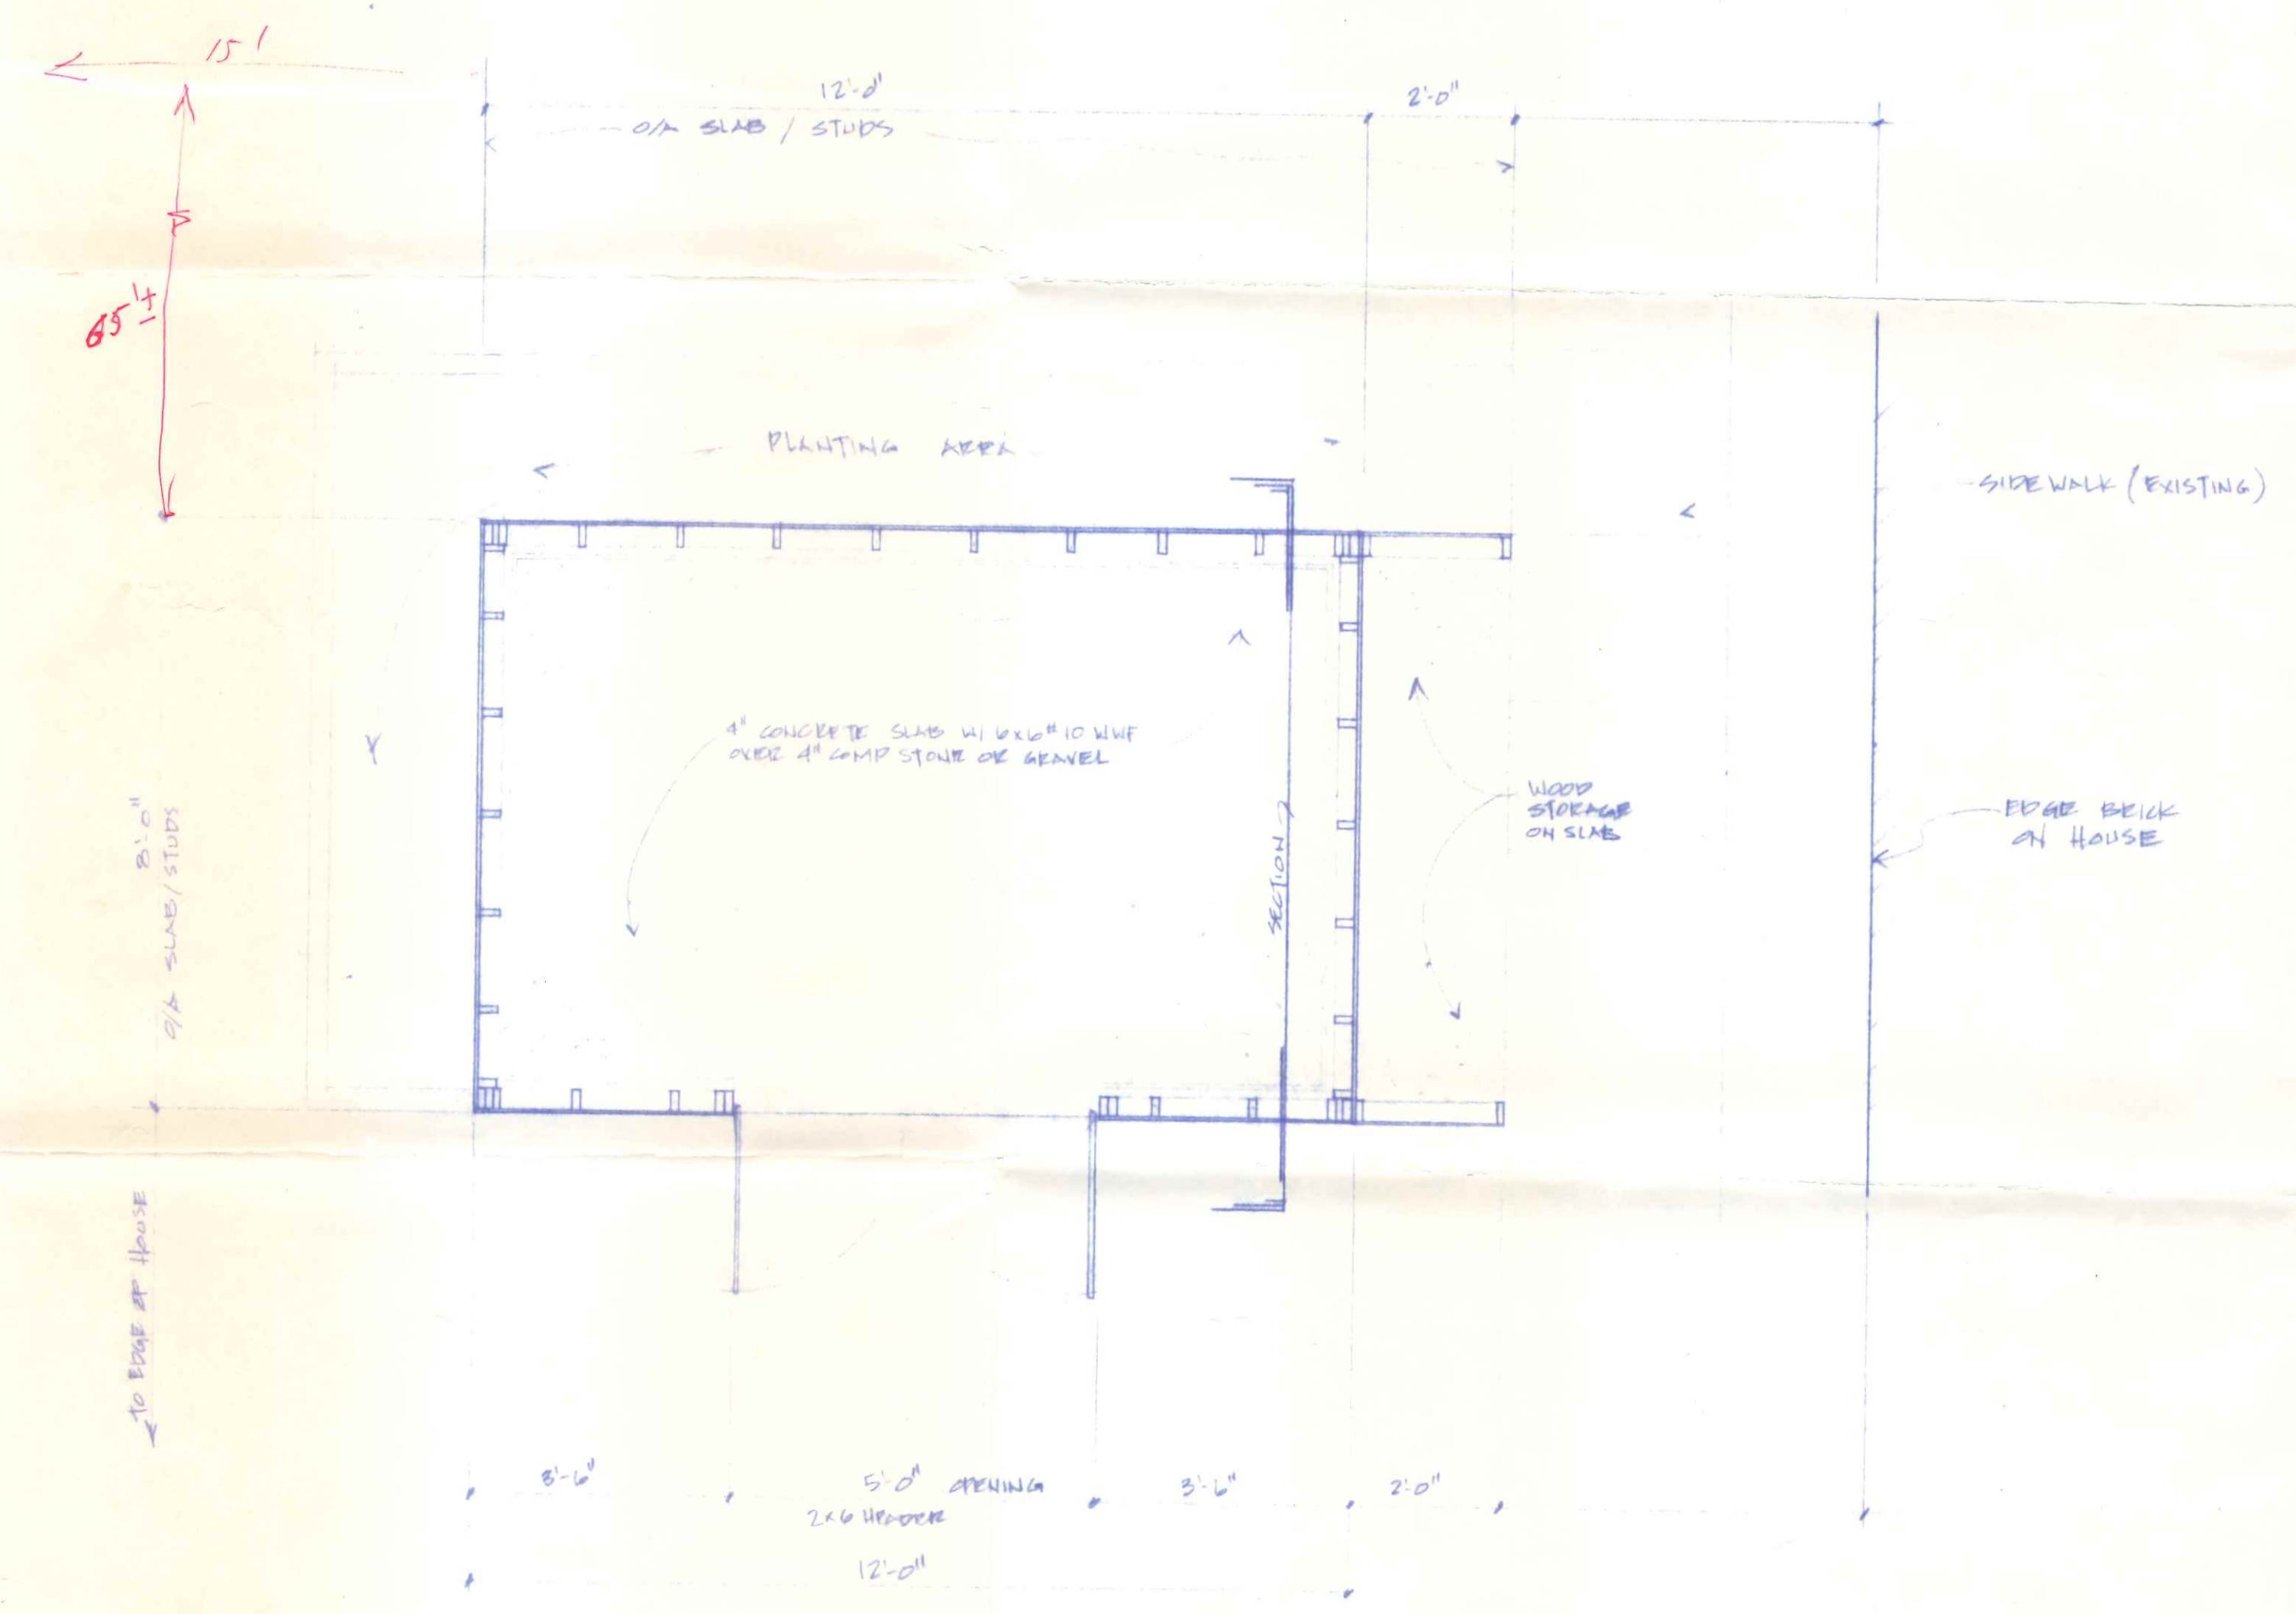 15'
12'-0"
2'-0"
O/A SLAB / STUDS
65'±
PLANTING AREA
SIDEWALK (EXISTING)
4" CONCRETE SLAB W/ 6x6 #10 WWF
OVER 4" COMP STONE OR GRAVEL
WOOD
STORAGE
ON SLAB
EDGE BRICK
ON HOUSE
SECTION
8'-0"
O/A SLAB/STUDS
TO EDGE OF HOUSE
3'-6"
5'-0" OPENING
2x6 HEADER
3'-6"
2'-0"
12'-0"